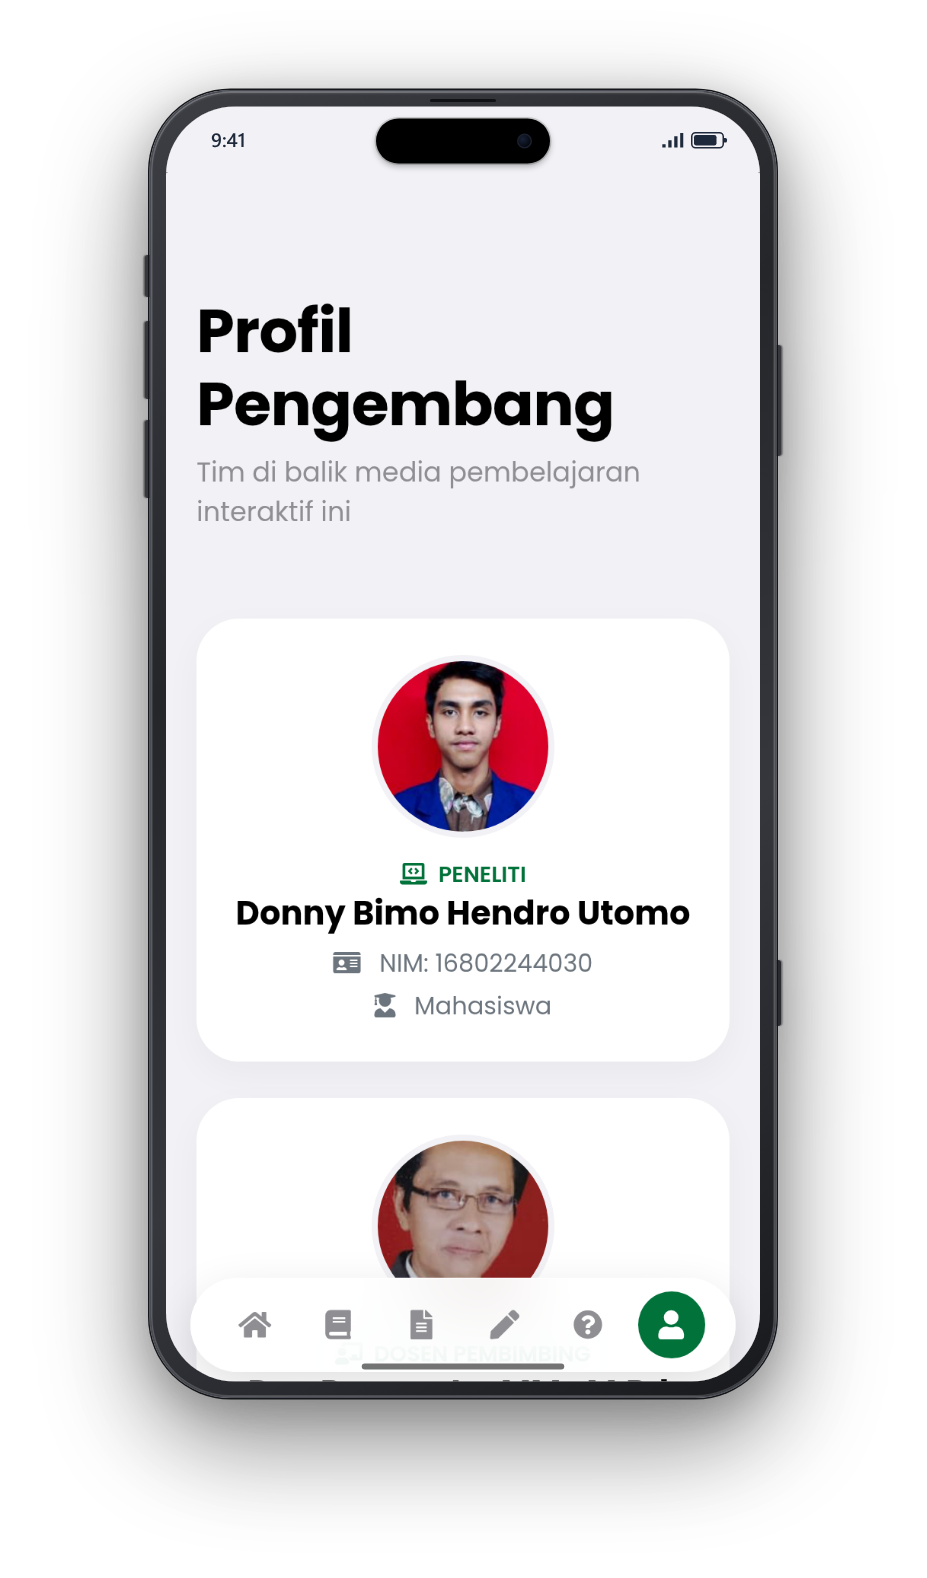 9:41
Profil
Pengembang
Tim di balik media pembelajaran
interaktif ini
PENELITI
Donny Bimo Hendro Utomo
NIM: 16802244030
Mahasiswa
DOSEN PEMBIMBING